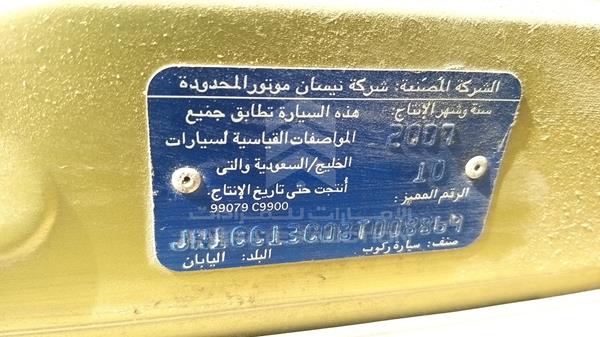 الشركة المصنعة: شركة نيسان موتور المحدودة
سنة وشهر الإنتاج: هذه السيارة تطابق جميع
2007 المواصفات القياسية لسيارات
10 الخليج/السعودية والتى
الرقم المميز: أنتجت حتى تاريخ الإنتاج.
99079 C9900
صنف: سيارة ركوب البلد: اليابان